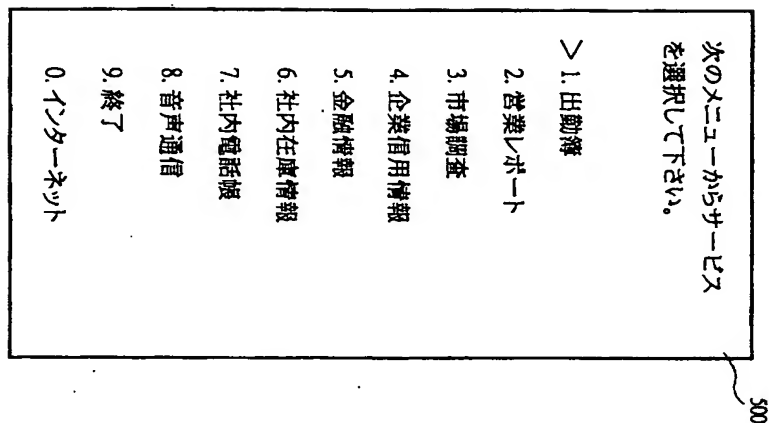 次のメニューからサービス
を選択して下さい。
> 1. 出勤簿
2. 営業レポート
3. 市場調査
4. 企業信用情報
5. 金融情報
6. 社内在庫情報
7. 社内電話帳
8. 音声通信
9. 終了
0. インターネット
500